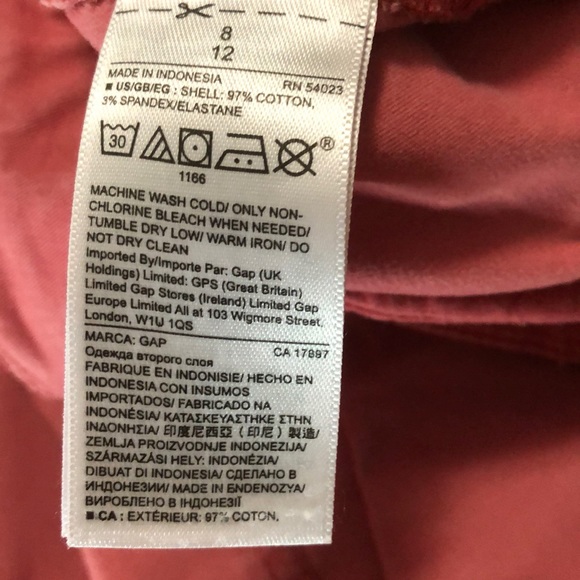 8
12
MADE IN INDONESIA RN 54023
■ US/GB/EG : SHELL: 97% COTTON,
3% SPANDEX/ELASTANE
30
®
1166
MACHINE WASH COLD/ ONLY NON-
CHLORINE BLEACH WHEN NEEDED/
TUMBLE DRY LOW/ WARM IRON/ DO
NOT DRY CLEAN
Imported By/Importe Par: Gap (UK
Holdings) Limited: GPS (Great Britain)
Limited Gap Stores (Ireland) Limited Gap
Europe Limited All at 103 Wigmore Street,
London, W1U 1QS
MARCA: GAP CA 17897
Одежда второго слоя
FABRIQUE EN INDONISIE/ HECHO EN
INDONESIA CON INSUMOS
IMPORTADOS/ FABRICADO NA
INDONÉSIA/ ΚΑΤΑΣΚΕΥΑΣΤΗΚΕ ΣΤΗΝ
ΙΝΔΟΝΗΣΙΑ/ 印度尼西亞 (印尼) 製造/
ZEMLJA PROIZVODNJE INDONEZIJA/
SZÁRMAZÁSI HELY: INDONÉZIA/
DIBUAT DI INDONESIA/ СДЕЛАНО В
ИНДОНЕЗИИ/ MADE IN ENDENOZYA/
ВИРОБЛЕНО В ІНДОНЕЗІЇ
■ CA : EXTÉRIEUR: 97% COTON,